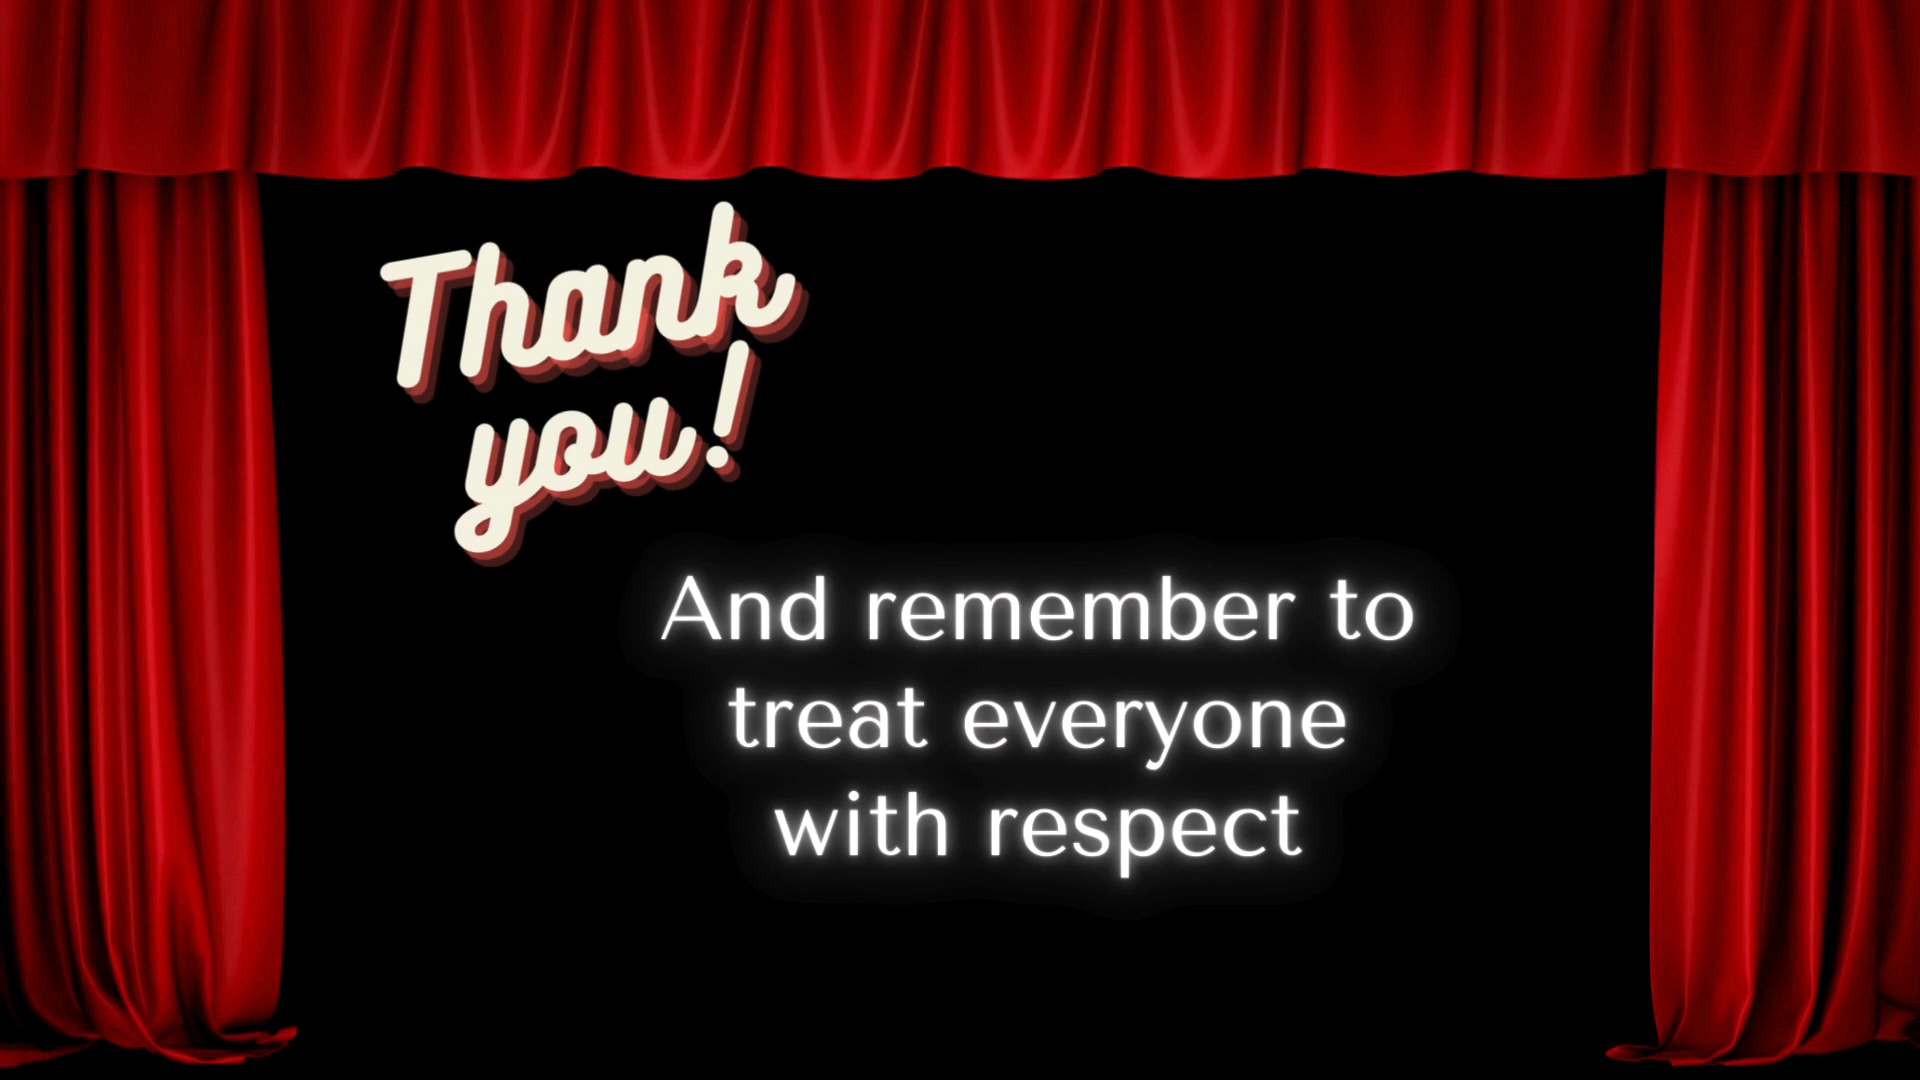 Thank
you!
And remember to
treat everyone
with respect